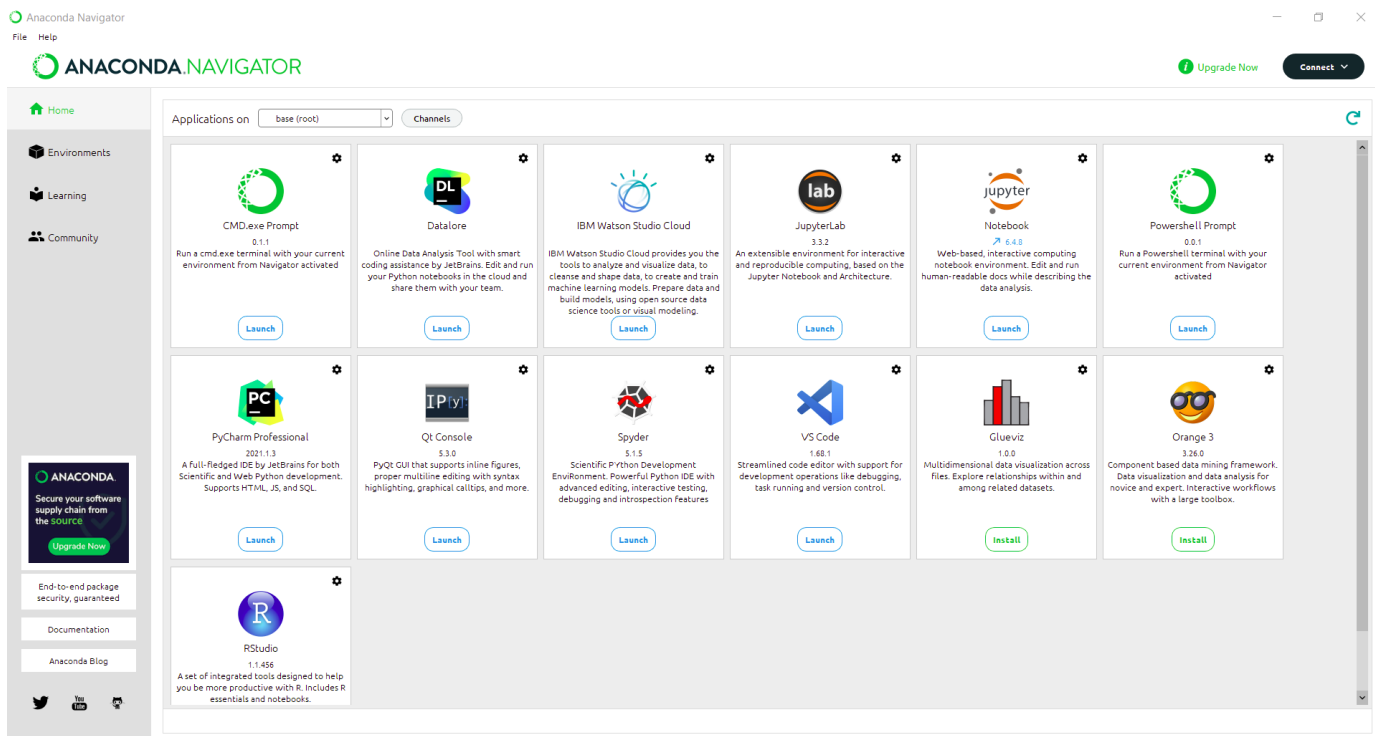 Anaconda Navigator
File Help
ANACONDA.NAVIGATOR
Upgrade Now
Connect
Home
Environments
Learning
Community
ANACONDA.
Secure your software
supply chain from
the source
Upgrade Now
End-to-end package
security, guaranteed
Documentation
Anaconda Blog
You
Tube
Applications on
base (root)
Channels
CMD.exe Prompt
0.1.1
Run a cmd.exe terminal with your current
environment from Navigator activated
Launch
DL
Datalore
Online Data Analysis Tool with smart
coding assistance by JetBrains. Edit and run
your Python notebooks in the cloud and
share them with your team.
Launch
IBM Watson Studio Cloud
IBM Watson Studio Cloud provides you the
tools to analyze and visualize data, to
cleanse and shape data, to create and train
machine learning models. Prepare data and
build models, using open source data
science tools or visual modeling.
Launch
lab
JupyterLab
3.3.2
An extensible environment for interactive
and reproducible computing, based on the
Jupyter Notebook and Architecture.
Launch
jupyter
Notebook
6.4.8
Web-based, interactive computing
notebook environment. Edit and run
human-readable docs while describing the
data analysis.
Launch
Powershell Prompt
0.0.1
Run a Powershell terminal with your
current environment from Navigator
activated
Launch
PC
PyCharm Professional
2021.1.3
A full-fledged IDE by JetBrains for both
Scientific and Web Python development.
Supports HTML, JS, and SQL.
Launch
IP[y]:
Qt Console
5.3.0
PyQt GUI that supports inline figures,
proper multiline editing with syntax
highlighting, graphical calltips, and more.
Launch
Spyder
5.1.5
Scientific PYthon Development
EnviRonment. Powerful Python IDE with
advanced editing, interactive testing,
debugging and introspection features
Launch
VS Code
1.68.1
Streamlined code editor with support for
development operations like debugging,
task running and version control.
Launch
Glueviz
1.0.0
Multidimensional data visualization across
files. Explore relationships within and
among related datasets.
Install
Orange 3
3.26.0
Component based data mining framework.
Data visualization and data analysis for
novice and expert. Interactive workflows
with a large toolbox.
Install
R
RStudio
1.1.456
A set of integrated tools designed to help
you be more productive with R. Includes R
essentials and notebooks.